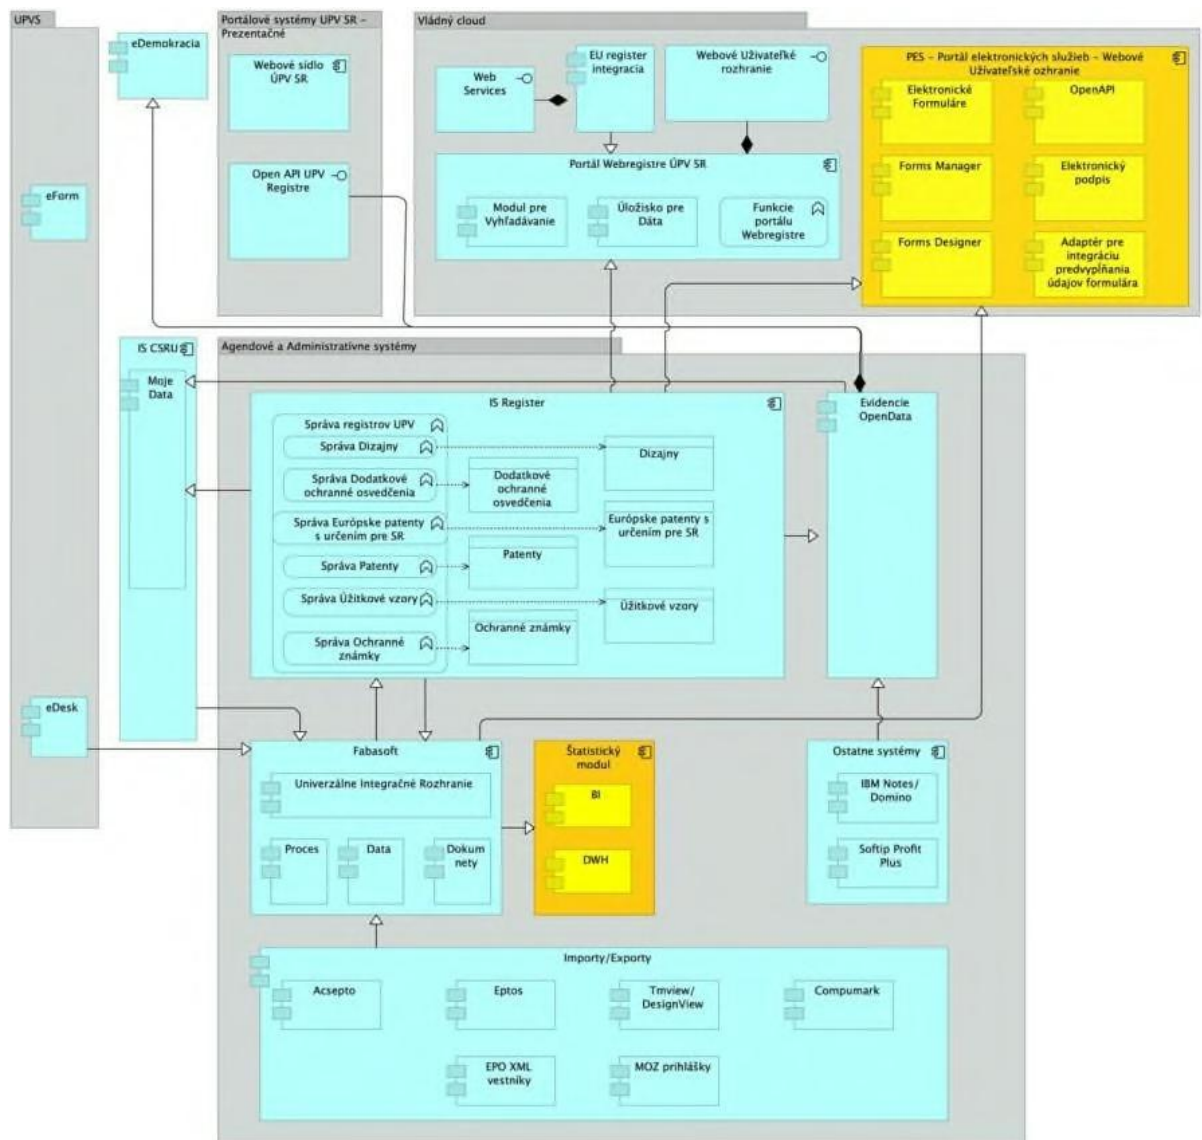 UPVS
eDemokracia
eForm
eDesk
Portálové systémy UPV SR –
Prezentačné
Webové sídlo
ÚPV SR
Open API UPV
Registre
Vládný cloud
Web
Services
EU register
integracia
Webové Uživateľké
rozhranie
Portál Webregistre ÚPV SR
Modul pre
Vyhľadávanie
Úložisko pre
Dáta
Funkcie
portálu
Webregistre
PES – Portál elektronických služieb – Webové
Užívateľské ozhranie
Elektronické
Formuláre
OpenAPI
Forms Manager
Elektronický
podpis
Forms Designer
Adaptér pre
integráciu
predvypĺňania
údajov formulára
IS CSRU
Moje
Data
Agendové a Administratívne systémy
IS Register
Správa registrov UPV
Správa Dizajny
Správa Dodatkové
ochranné osvedčenia
Správa Európske patenty
s určením pre SR
Správa Patenty
Správa Úžitkové vzory
Správa Ochranné
známky
Dizajny
Dodatkové
ochranné
osvedčenia
Európske patenty s
určením pre SR
Patenty
Úžitkové vzory
Ochranné známky
Evidencie
OpenData
Fabasoft
Univerzálne Integračné Rozhranie
Proces
Data
Dokum
nety
Štatistický
modul
BI
DWH
Ostatne systémy
IBM Notes/
Domino
Softip Profit
Plus
Importy/Exporty
Acsepto
Eptos
Tmview/
DesignView
Compumark
EPO XML
vestníky
MOZ prihlášky